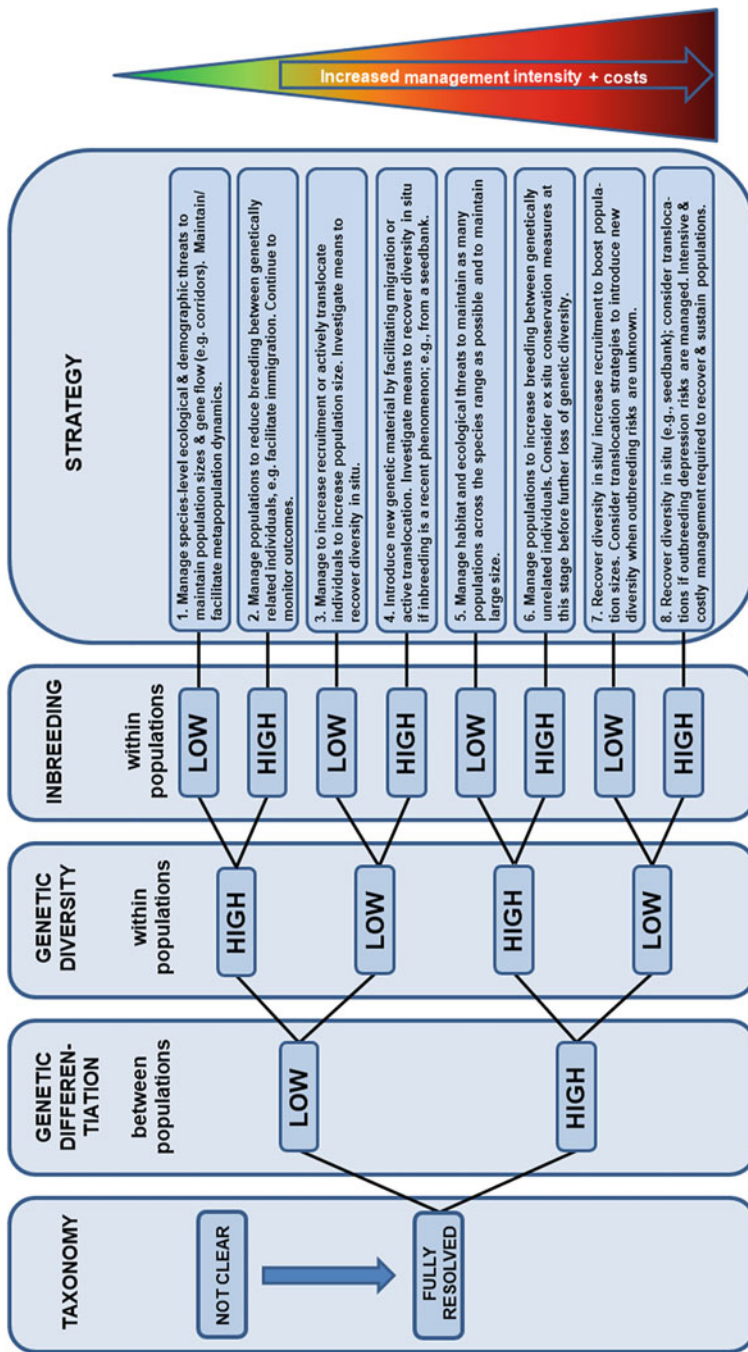 TAXONOMY
NOT CLEAR
FULLY
RESOLVED
GENETIC
DIFFEREN-
TIATION
between
populations
LOW
HIGH
GENETIC
DIVERSITY
within
populations
HIGH
LOW
HIGH
LOW
INBREEDING
within
populations
LOW
HIGH
LOW
HIGH
LOW
HIGH
LOW
HIGH
STRATEGY
1. Manage species-level ecological & demographic threats to
maintain population sizes & gene flow (e.g. corridors). Maintain/
facilitate metapopulation dynamics.
2. Manage populations to reduce breeding between genetically
related individuals, e.g. facilitate immigration. Continue to
monitor outcomes.
3. Manage to increase recruitment or actively translocate
individuals to increase population size. Investigate means to
recover diversity in situ.
4. Introduce new genetic material by facilitating migration or
active translocation. Investigate means to recover diversity in situ
if inbreeding is a recent phenomenon; e.g., from a seedbank.
5. Manage habitat and ecological threats to maintain as many
populations across the species range as possible and to maintain
large size.
6. Manage populations to increase breeding between genetically
unrelated individuals. Consider ex situ conservation measures at
this stage before further loss of genetic diversity.
7. Recover diversity in situ/ increase recruitment to boost popula-
tion sizes. Consider translocation strategies to introduce new
diversity when outbreeding risks are unknown.
8. Recover diversity in situ (e.g., seedbank); consider transloca-
tions if outbreeding depression risks are managed. Intensive &
costly management required to recover & sustain populations.
Increased management intensity + costs